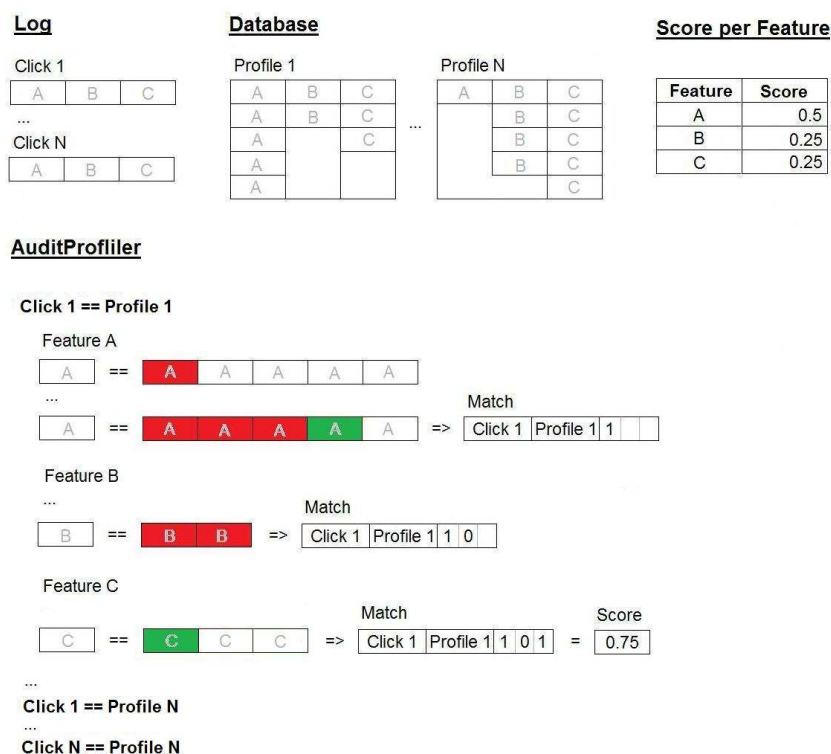 Log
Database
Score per Feature
Click 1
Profile 1
Profile N
A B C
A B C
A B C
Feature Score
...
A B C
B C
...
A 0.5
Click N
A
C
B C
B 0.25
A B C
A
B C
C 0.25
A
C
AuditProfliler
Click 1 == Profile 1
Feature A
A == A A A A A
...
Match
A == A A A A A => Click 1 Profile 1 1
Feature B
...
Match
B == B B => Click 1 Profile 1 1 0
Feature C
Match
Score
C == C C C => Click 1 Profile 1 1 0 1 = 0.75
...
Click 1 == Profile N
...
Click N == Profile N